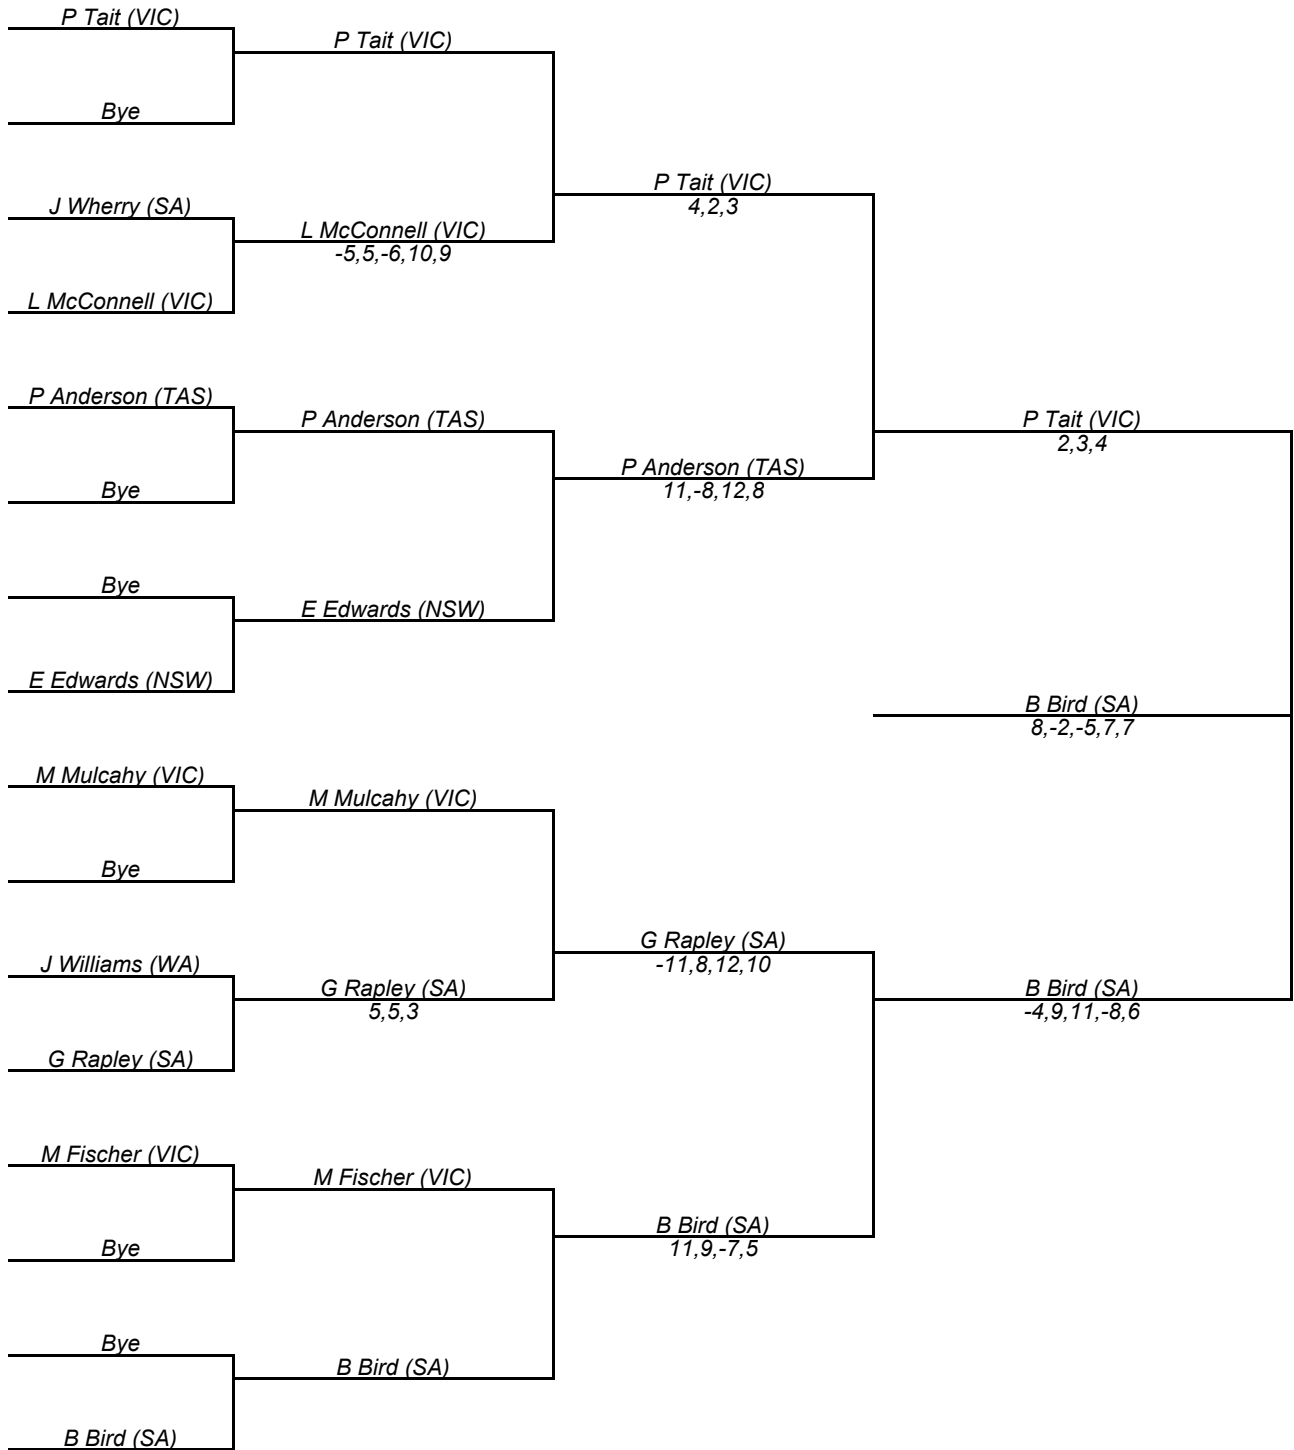 P Tait (VIC)
P Tait (VIC)
Bye
P Tait (VIC)
4,2,3
J Wherry (SA)
L McConnell (VIC)
-5,5,-6,10,9
L McConnell (VIC)
P Anderson (TAS)
P Anderson (TAS)
P Tait (VIC)
2,3,4
P Anderson (TAS)
11,-8,12,8
Bye
Bye
E Edwards (NSW)
E Edwards (NSW)
B Bird (SA)
8,-2,-5,7,7
M Mulcahy (VIC)
M Mulcahy (VIC)
Bye
G Rapley (SA)
-11,8,12,10
J Williams (WA)
G Rapley (SA)
5,5,3
B Bird (SA)
-4,9,11,-8,6
G Rapley (SA)
M Fischer (VIC)
M Fischer (VIC)
B Bird (SA)
11,9,-7,5
Bye
Bye
B Bird (SA)
B Bird (SA)